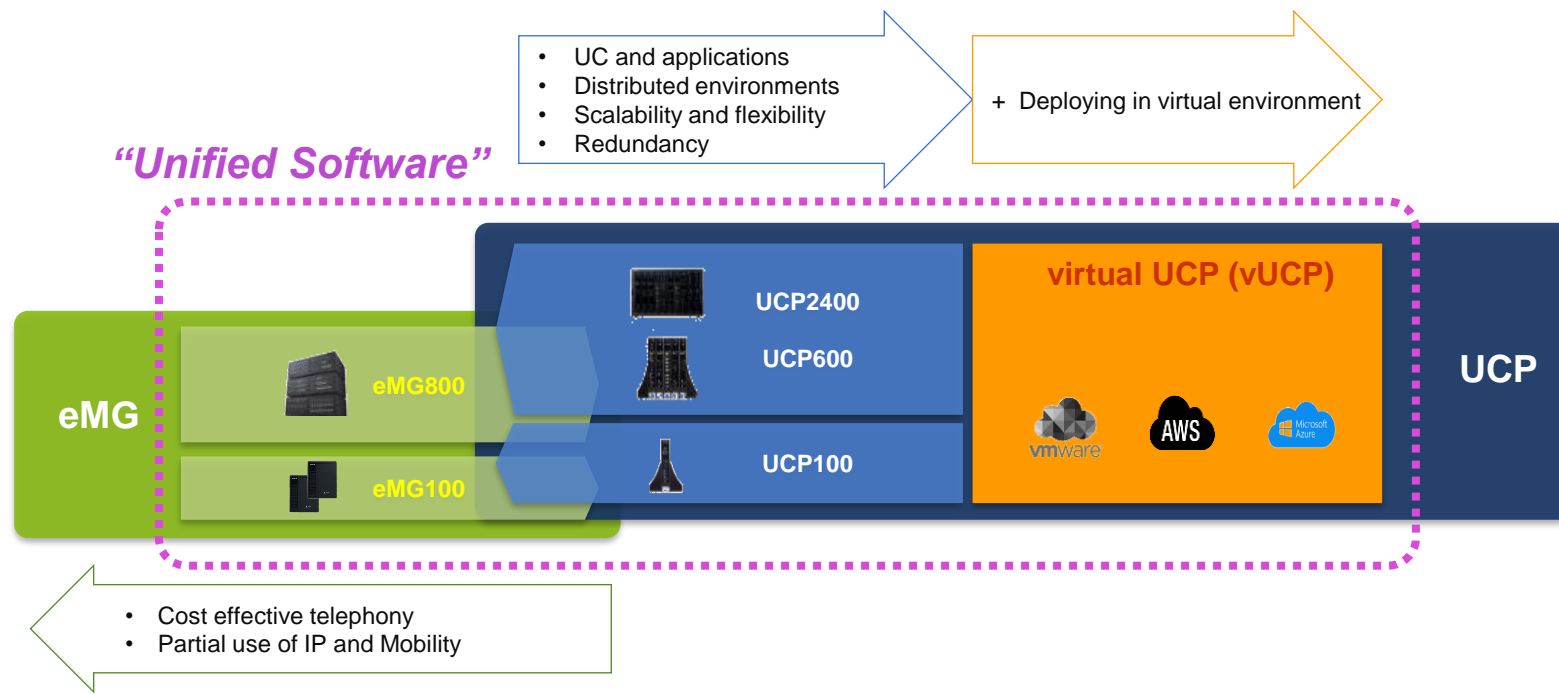 • UC and applications
• Distributed environments
• Scalability and flexibility
• Redundancy
+ Deploying in virtual environment
“Unified Software”
virtual UCP (vUCP)
UCP2400
UCP600
UCP
eMG800
eMG
vmware
AWS
Microsoft
Azure
UCP100
eMG100
• Cost effective telephony
• Partial use of IP and Mobility